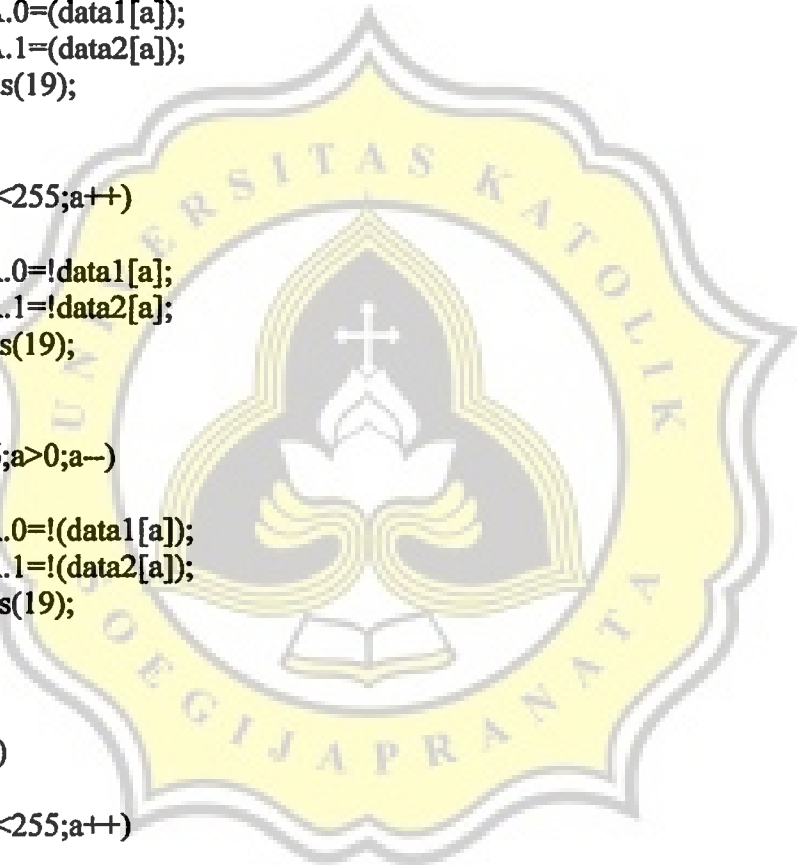 .0=(data1[a]);
.1=(data2[a]);
s(19);
<255;a++)
.0=!data1[a];
.1=!data2[a];
s(19);
;a>0;a--)
.0=!(data1[a]);
.1=!(data2[a]);
s(19);
)
<255;a++)
UNIVERSITAS KATOLIK
SOEGIJAPRANATA